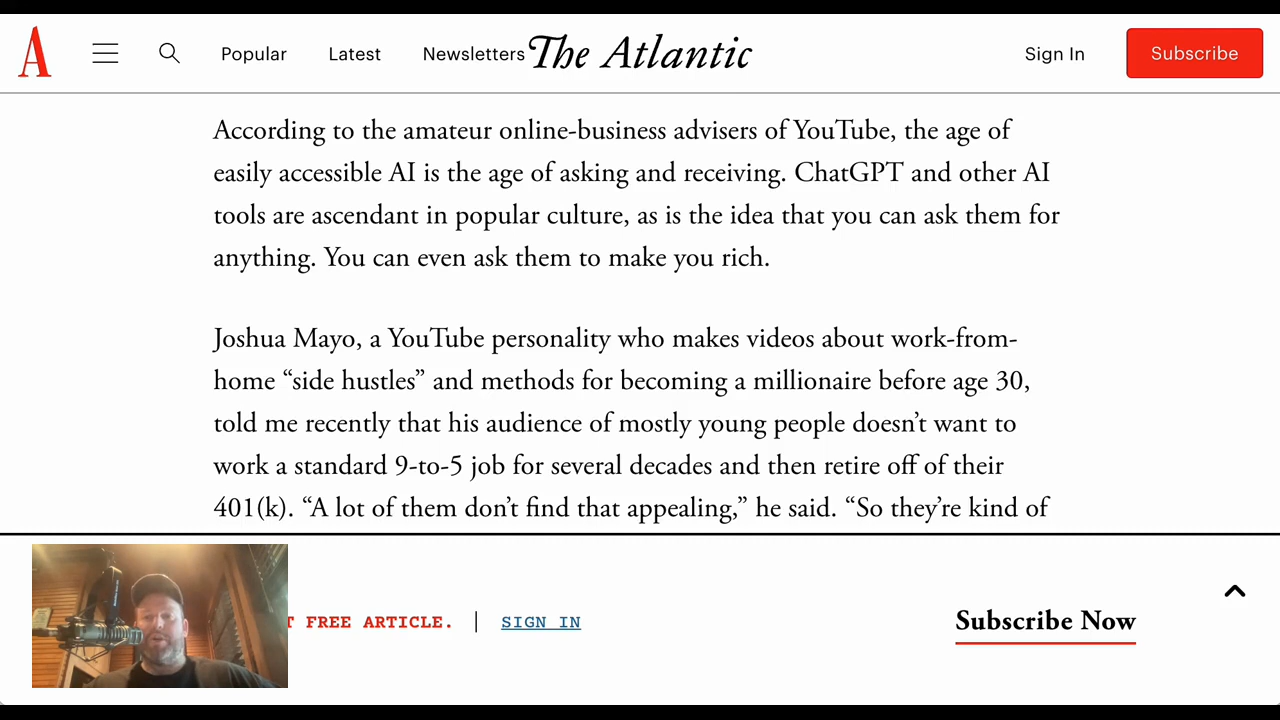 A
Popular
Latest
Newsletters
The Atlantic
Sign In
Subscribe
According to the amateur online-business advisers of YouTube, the age of
easily accessible AI is the age of asking and receiving. ChatGPT and other AI
tools are ascendant in popular culture, as is the idea that you can ask them for
anything. You can even ask them to make you rich.
Joshua Mayo, a YouTube personality who makes videos about work-from-
home “side hustles” and methods for becoming a millionaire before age 30,
told me recently that his audience of mostly young people doesn’t want to
work a standard 9-to-5 job for several decades and then retire off of their
401(k). “A lot of them don’t find that appealing,” he said. “So they’re kind of
T FREE ARTICLE. | SIGN IN
Subscribe Now